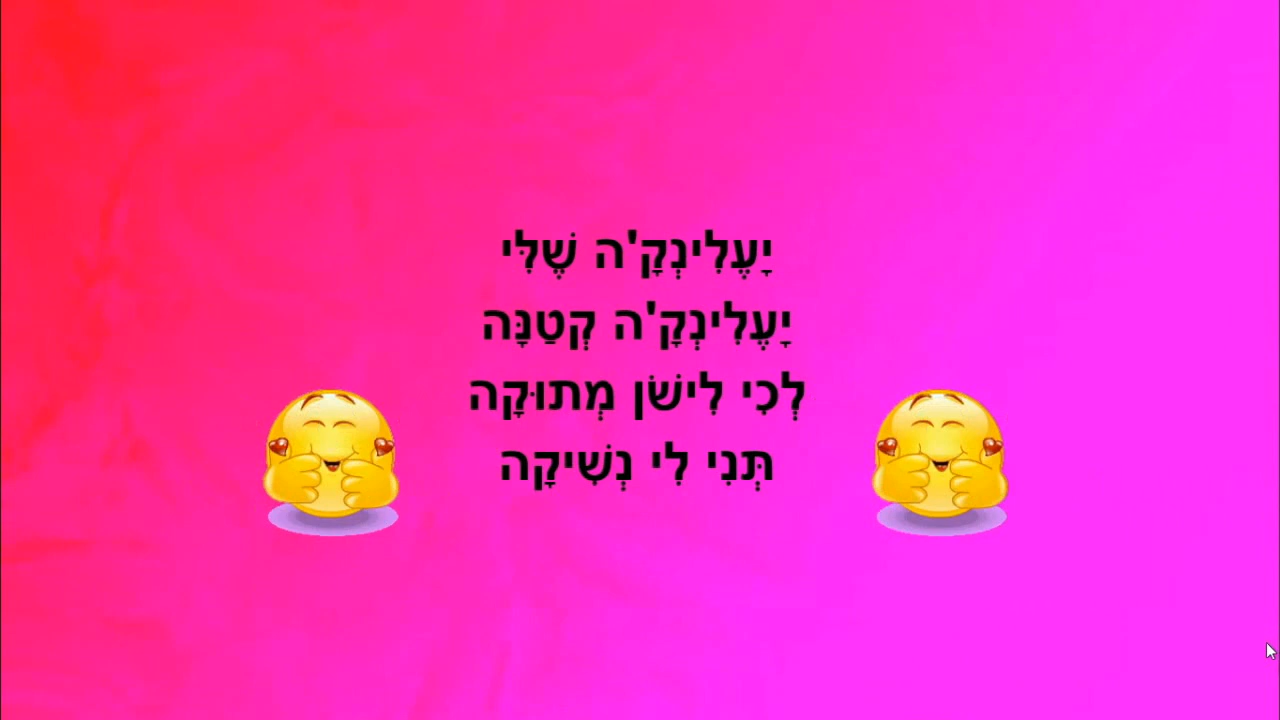 יָעֶלִינְקָ'ה שֶׁלִּי
יָעֶלִינְקָ'ה קְטַנָּה
לְכִי לִישֹׁן מְתוּקָה
תְּנִי לִי נְשִׁיקָה